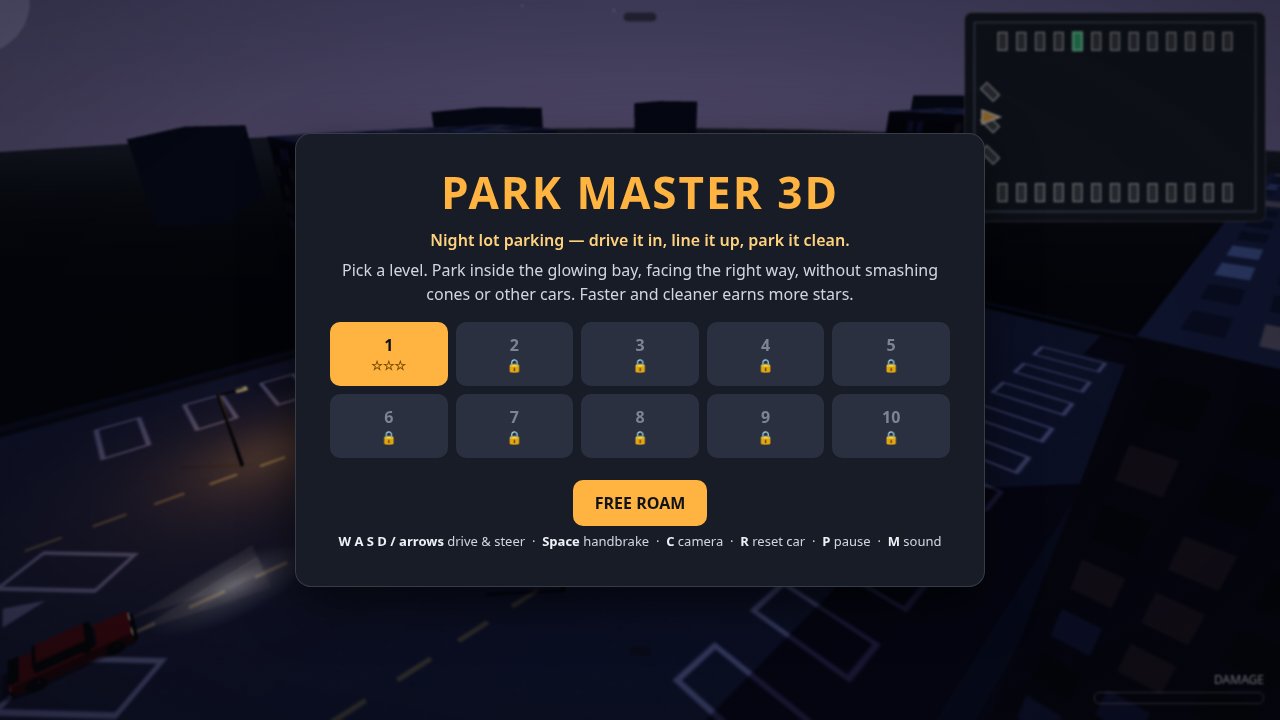 PARK MASTER 3D
Night lot parking — drive it in, line it up, park it clean.
Pick a level. Park inside the glowing bay, facing the right way, without smashing
cones or other cars. Faster and cleaner earns more stars.
1 2 3 4 5
☆☆☆ 🔒 🔒 🔒 🔒
6 7 8 9 10
🔒 🔒 🔒 🔒 🔒
FREE ROAM
W A S D / arrows drive & steer · Space handbrake · C camera · R reset car · P pause · M sound
DAMAGE